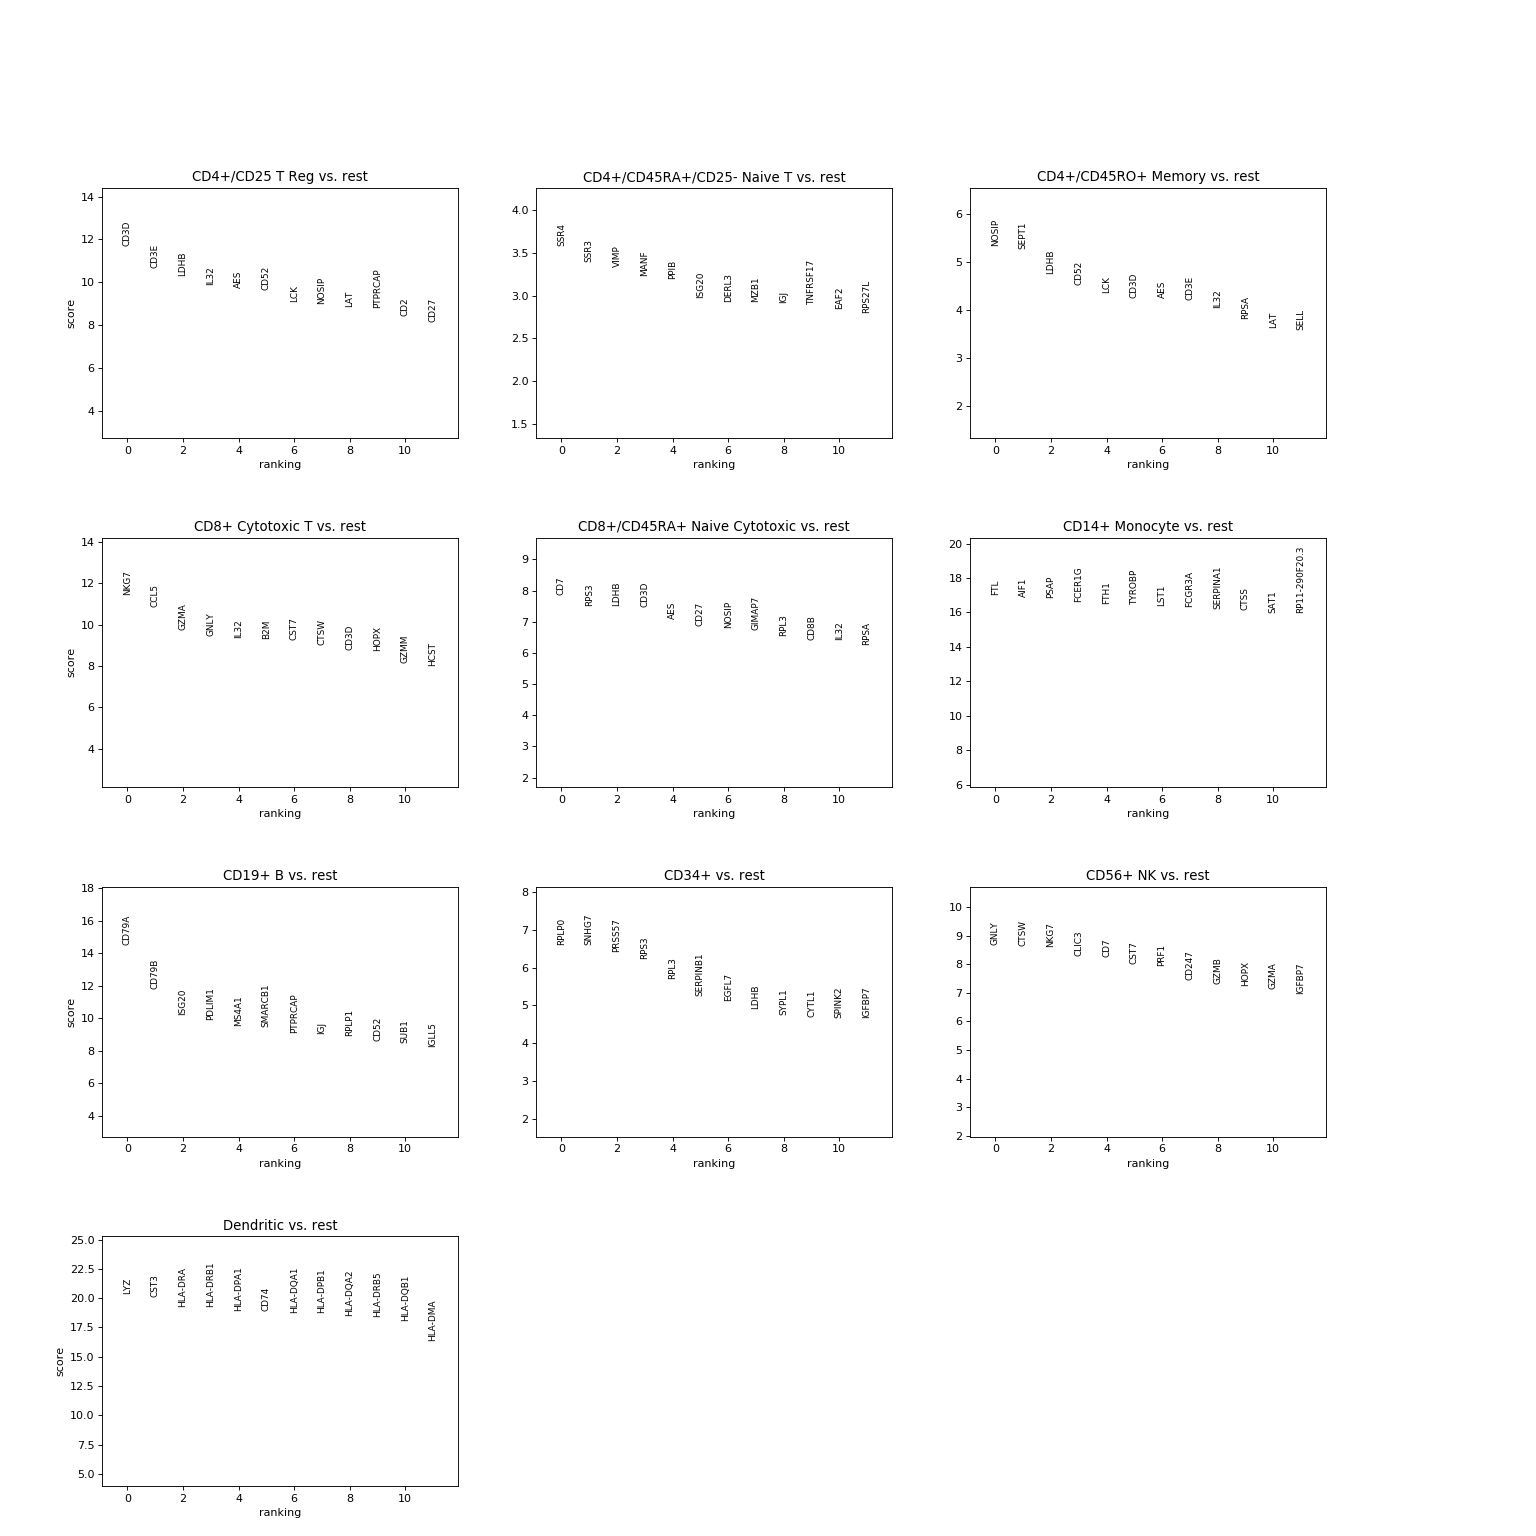 CD4+/CD25 T Reg vs. rest
score
14
12
10
8
6
4
CD3D
CD3E
LDHB
IL32
AES
CD52
LCK
NOSIP
LAT
PTPRCAP
CD2
CD27
0 2 4 6 8 10
ranking
CD4+/CD45RA+/CD25- Naive T vs. rest
4.0
3.5
3.0
2.5
2.0
1.5
SSR4
SSR3
VIMP
MANF
PPIB
ISG20
DERL3
MZB1
IGJ
TNFRSF17
EAF2
RPS27L
0 2 4 6 8 10
ranking
CD4+/CD45RO+ Memory vs. rest
6
5
4
3
2
NOSIP
SEPT1
LDHB
CD52
LCK
CD3D
AES
CD3E
IL32
RPSA
LAT
SELL
0 2 4 6 8 10
ranking
CD8+ Cytotoxic T vs. rest
score
14
12
10
8
6
4
NKG7
CCL5
GZMA
GNLY
IL32
B2M
CST7
CTSW
CD3D
HOPX
GZMM
HCST
0 2 4 6 8 10
ranking
CD8+/CD45RA+ Naive Cytotoxic vs. rest
9
8
7
6
5
4
3
2
CD7
RPS3
LDHB
CD3D
AES
CD27
NOSIP
GIMAP7
RPL3
CD8B
IL32
RPSA
0 2 4 6 8 10
ranking
CD14+ Monocyte vs. rest
20
18
16
14
12
10
8
6
FTL
AIF1
PSAP
FCER1G
FTH1
TYROBP
LST1
FCGR3A
SERPINA1
CTSS
SAT1
RP11-290F20.3
0 2 4 6 8 10
ranking
CD19+ B vs. rest
score
18
16
14
12
10
8
6
4
CD79A
CD79B
ISG20
PDLIM1
MS4A1
SMARCB1
PTPRCAP
IGJ
RPLP1
CD52
SUB1
IGLL5
0 2 4 6 8 10
ranking
CD34+ vs. rest
8
7
6
5
4
3
2
RPLP0
SNHG7
PRSS57
RPS3
RPL3
SERPINB1
EGFL7
LDHB
SYPL1
CYTL1
SPINK2
IGFBP7
0 2 4 6 8 10
ranking
CD56+ NK vs. rest
10
9
8
7
6
5
4
3
2
GNLY
CTSW
NKG7
CLIC3
CD7
CST7
PRF1
CD247
GZMB
HOPX
GZMA
IGFBP7
0 2 4 6 8 10
ranking
Dendritic vs. rest
score
25.0
22.5
20.0
17.5
15.0
12.5
10.0
7.5
5.0
LYZ
CST3
HLA-DRA
HLA-DRB1
HLA-DPA1
CD74
HLA-DQA1
HLA-DPB1
HLA-DQA2
HLA-DRB5
HLA-DQB1
HLA-DMA
0 2 4 6 8 10
ranking